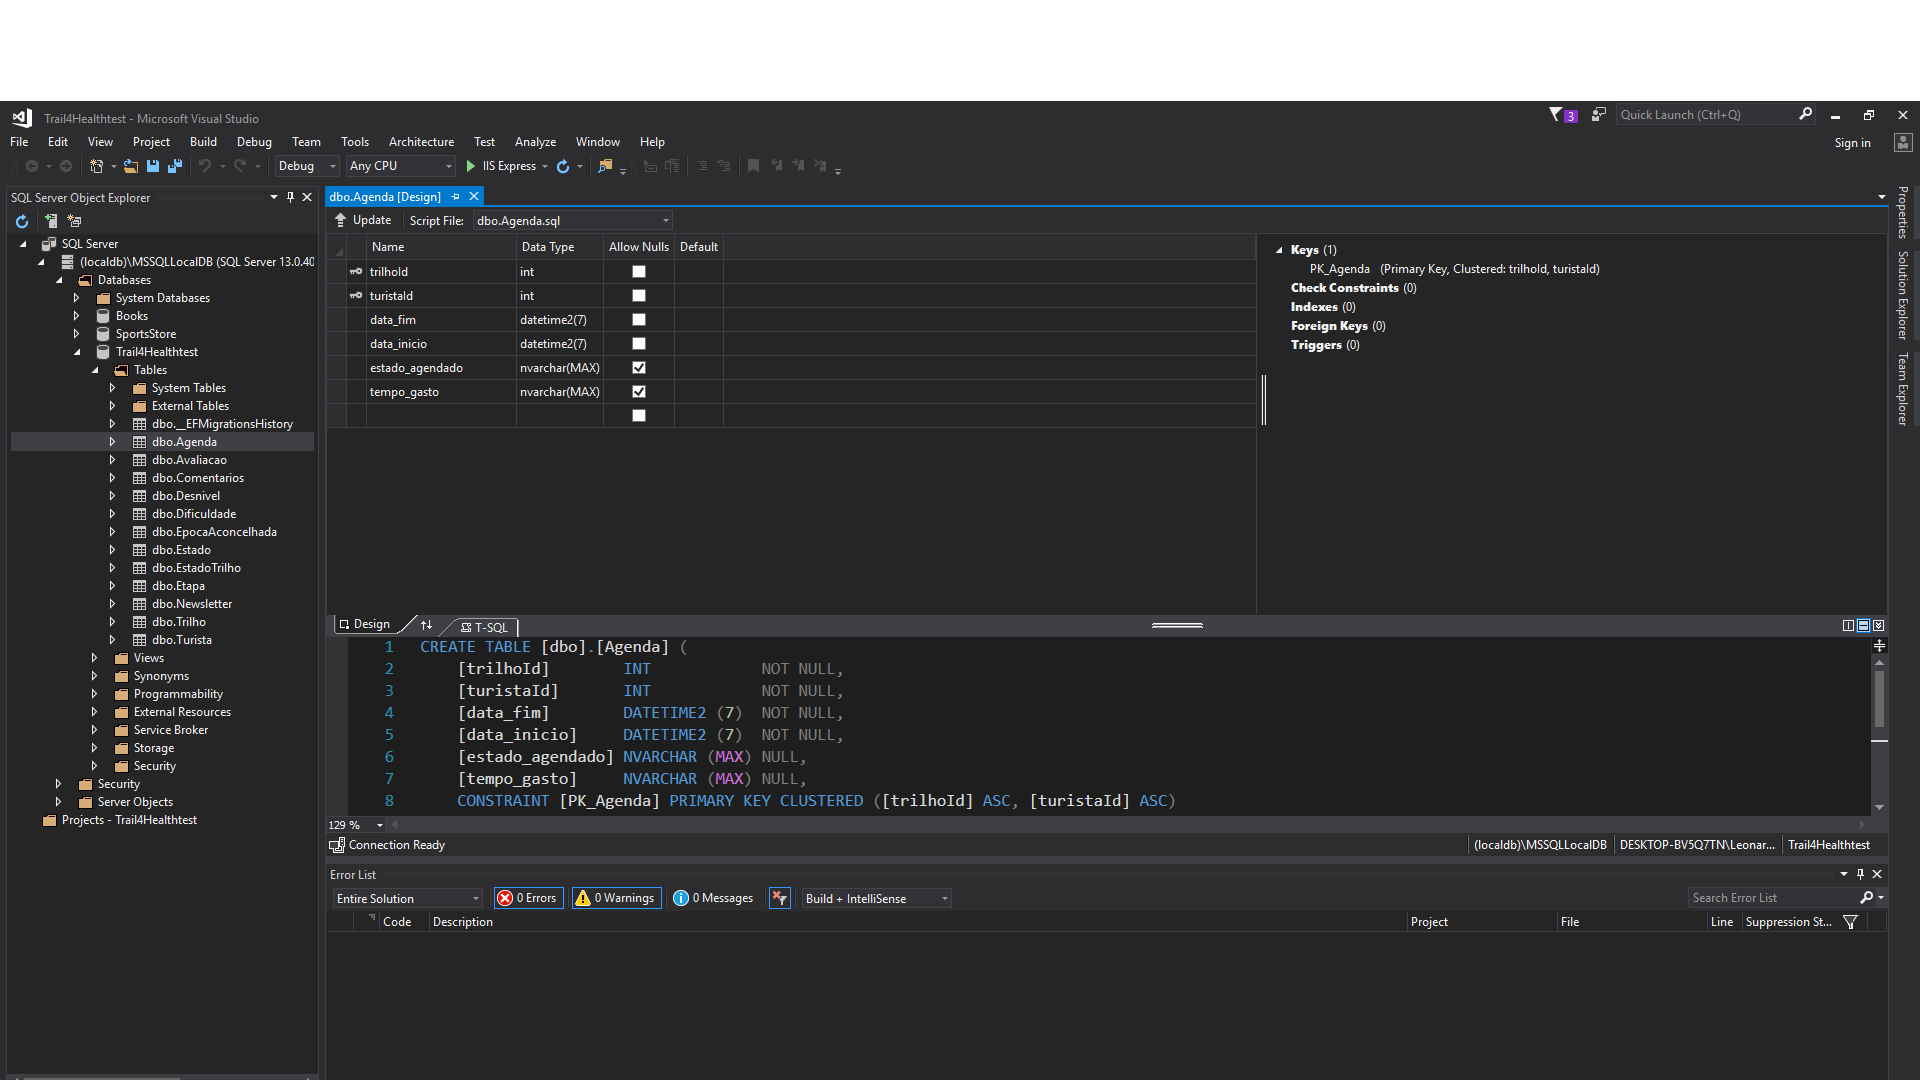 Trail4Healthtest - Microsoft Visual Studio
3
Quick Launch (Ctrl+Q)
File Edit View Project Build Debug Team Tools Architecture Test Analyze Window Help
Sign in
Debug Any CPU IIS Express
SQL Server Object Explorer
SQL Server
(localdb)\MSSQLLocalDB (SQL Server 13.0.40
Databases
System Databases
Books
SportsStore
Trail4Healthtest
Tables
System Tables
External Tables
dbo.__EFMigrationsHistory
dbo.Agenda
dbo.Avaliacao
dbo.Comentarios
dbo.Desnivel
dbo.Dificuldade
dbo.EpocaAconcelhada
dbo.Estado
dbo.EstadoTrilho
dbo.Etapa
dbo.Newsletter
dbo.Trilho
dbo.Turista
Views
Synonyms
Programmability
External Resources
Service Broker
Storage
Security
Security
Server Objects
Projects - Trail4Healthtest
dbo.Agenda [Design]
Update Script File: dbo.Agenda.sql
Name Data Type Allow Nulls Default
trilhoId int
turistaId int
data_fim datetime2(7)
data_inicio datetime2(7)
estado_agendado nvarchar(MAX)
tempo_gasto nvarchar(MAX)
Keys (1)
PK_Agenda (Primary Key, Clustered: trilhoId, turistaId)
Check Constraints (0)
Indexes (0)
Foreign Keys (0)
Triggers (0)
Design T-SQL
1 CREATE TABLE [dbo].[Agenda] (
2 [trilhoId] INT NOT NULL,
3 [turistaId] INT NOT NULL,
4 [data_fim] DATETIME2 (7) NOT NULL,
5 [data_inicio] DATETIME2 (7) NOT NULL,
6 [estado_agendado] NVARCHAR (MAX) NULL,
7 [tempo_gasto] NVARCHAR (MAX) NULL,
8 CONSTRAINT [PK_Agenda] PRIMARY KEY CLUSTERED ([trilhoId] ASC, [turistaId] ASC)
129 %
Connection Ready
(localdb)\MSSQLLocalDB DESKTOP-BV5Q7TN\Leonar... Trail4Healthtest
Error List
Entire Solution 0 Errors 0 Warnings 0 Messages Build + IntelliSense
Search Error List
Code Description Project File Line Suppression St...
Properties
Solution Explorer
Team Explorer